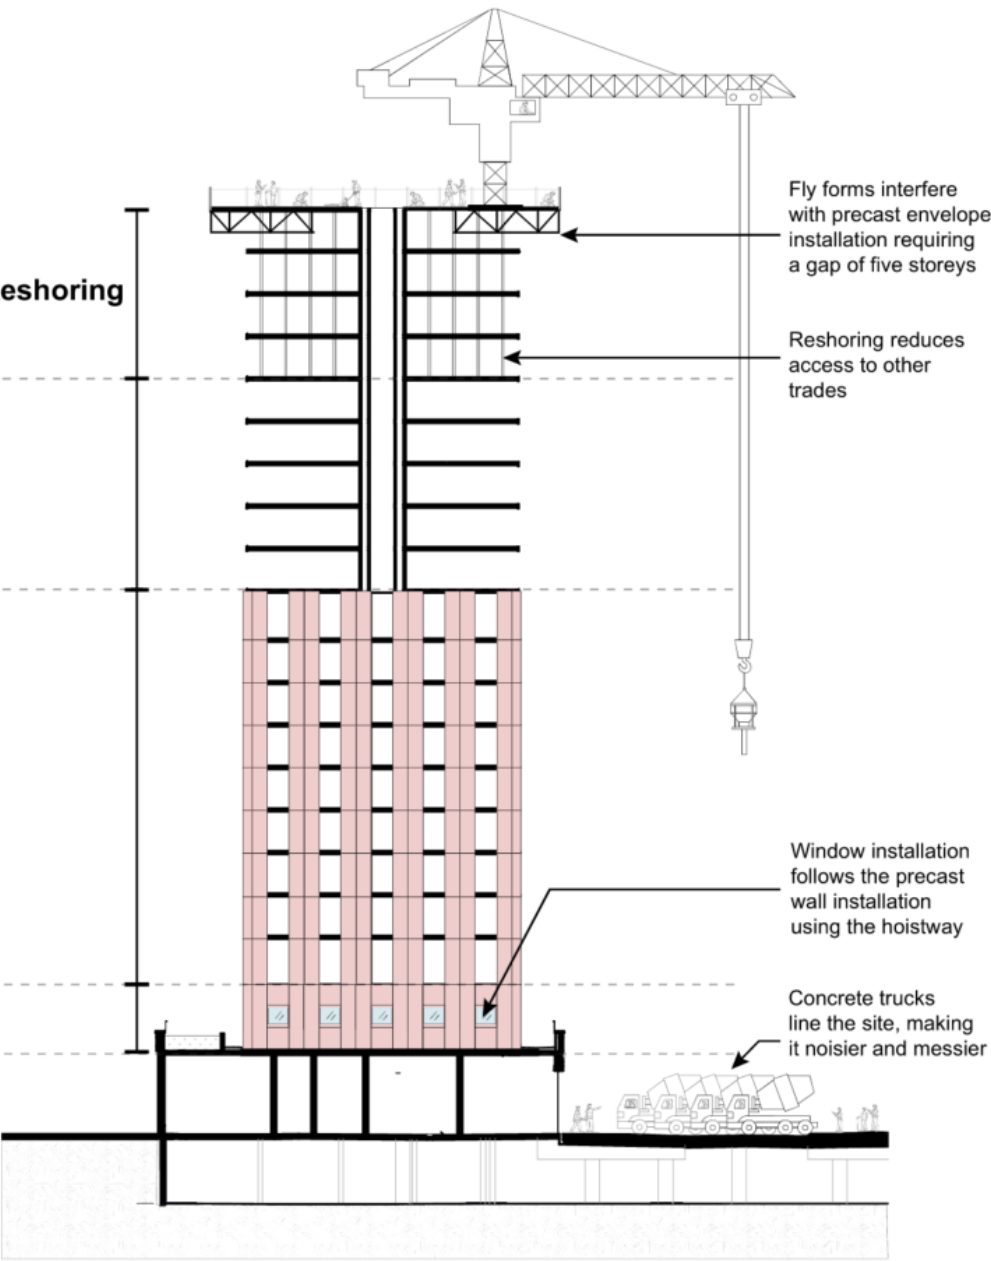 Fly forms interfere
with precast envelope
installation requiring
a gap of five storeys
eshoring
Reshoring reduces
access to other
trades
Window installation
follows the precast
wall installation
using the hoistway
Concrete trucks
line the site, making
it noisier and messier